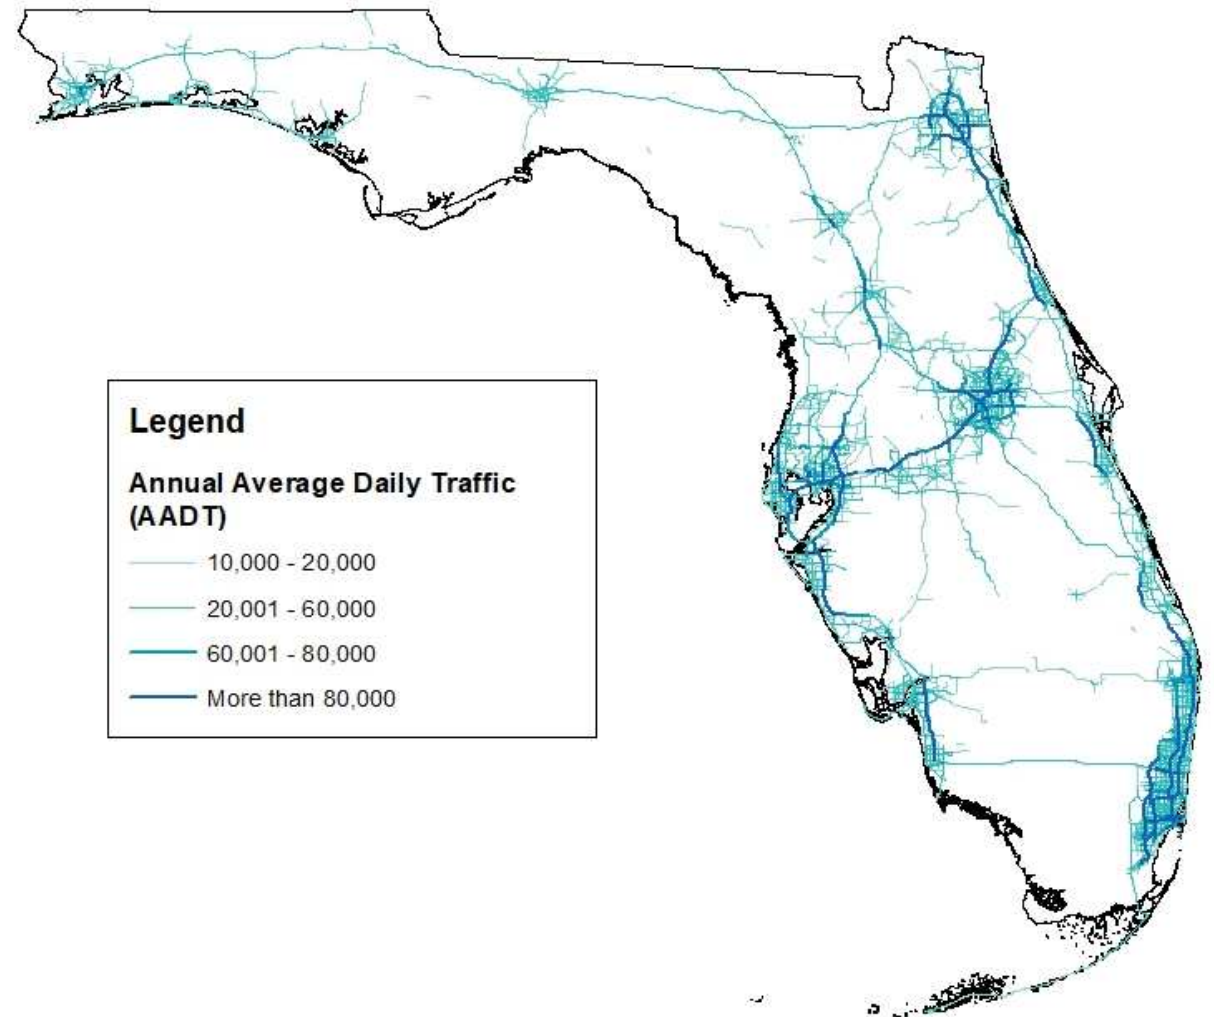 Legend
Annual Average Daily Traffic
(AADT)
10,000 - 20,000
20,001 - 60,000
60,001 - 80,000
More than 80,000